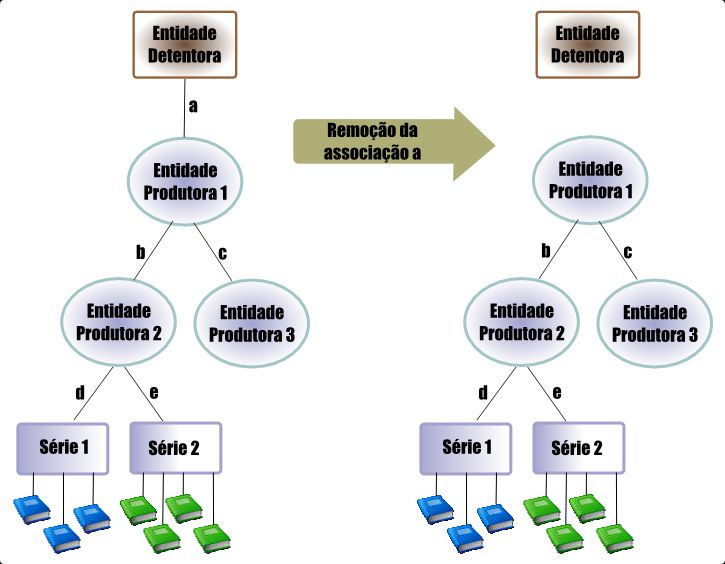 Entidade
Detentora
a
Entidade
Produtora 1
b
c
Entidade
Produtora 2
Entidade
Produtora 3
d
e
Série 1
Série 2
Remoção da
associação a
Entidade
Detentora
Entidade
Produtora 1
b
c
Entidade
Produtora 2
Entidade
Produtora 3
d
e
Série 1
Série 2